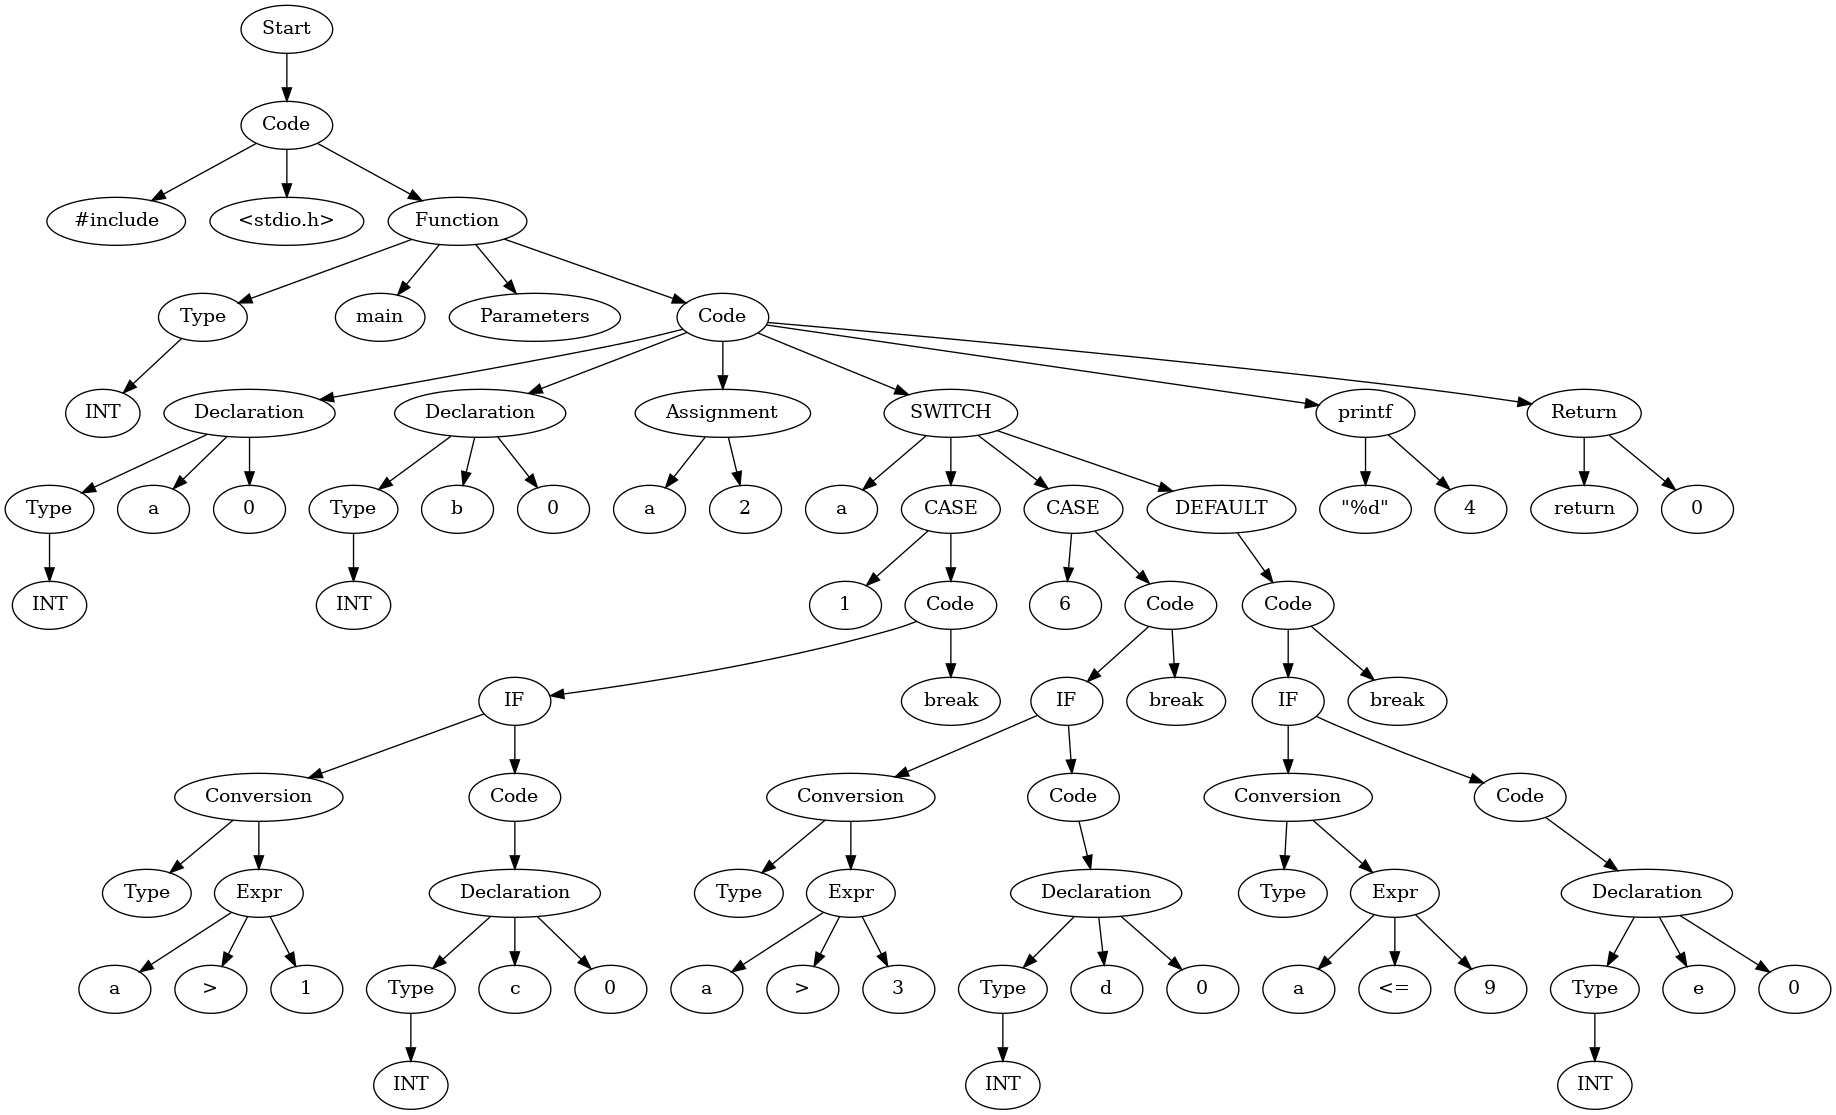 Start
Code
#include <stdio.h> Function
Type main Parameters Code
INT Declaration Declaration Assignment SWITCH printf Return
Type a 0 Type b 0 a 2 a CASE CASE DEFAULT "%d" 4 return 0
INT INT 1 Code 6 Code Code
IF break IF break IF break
Conversion Code Conversion Code Conversion Code
Type Expr Declaration Type Expr Declaration Type Expr Declaration
a > 1 Type c 0 a > 3 Type d 0 a <= 9 Type e 0
INT INT INT